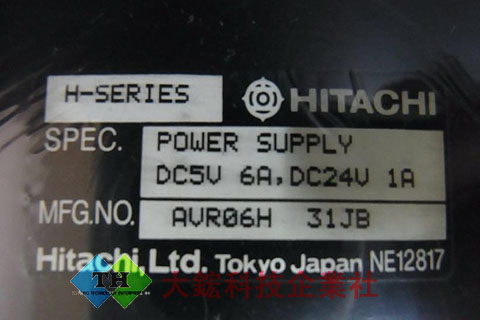 H-SERIES HITACHI
SPEC. POWER SUPPLY
DC5V 6A, DC24V 1A
MFG.NO. AVR06H 31JB
Hitachi, Ltd. Tokyo Japan NE12817
TH
大鋐科技企業社